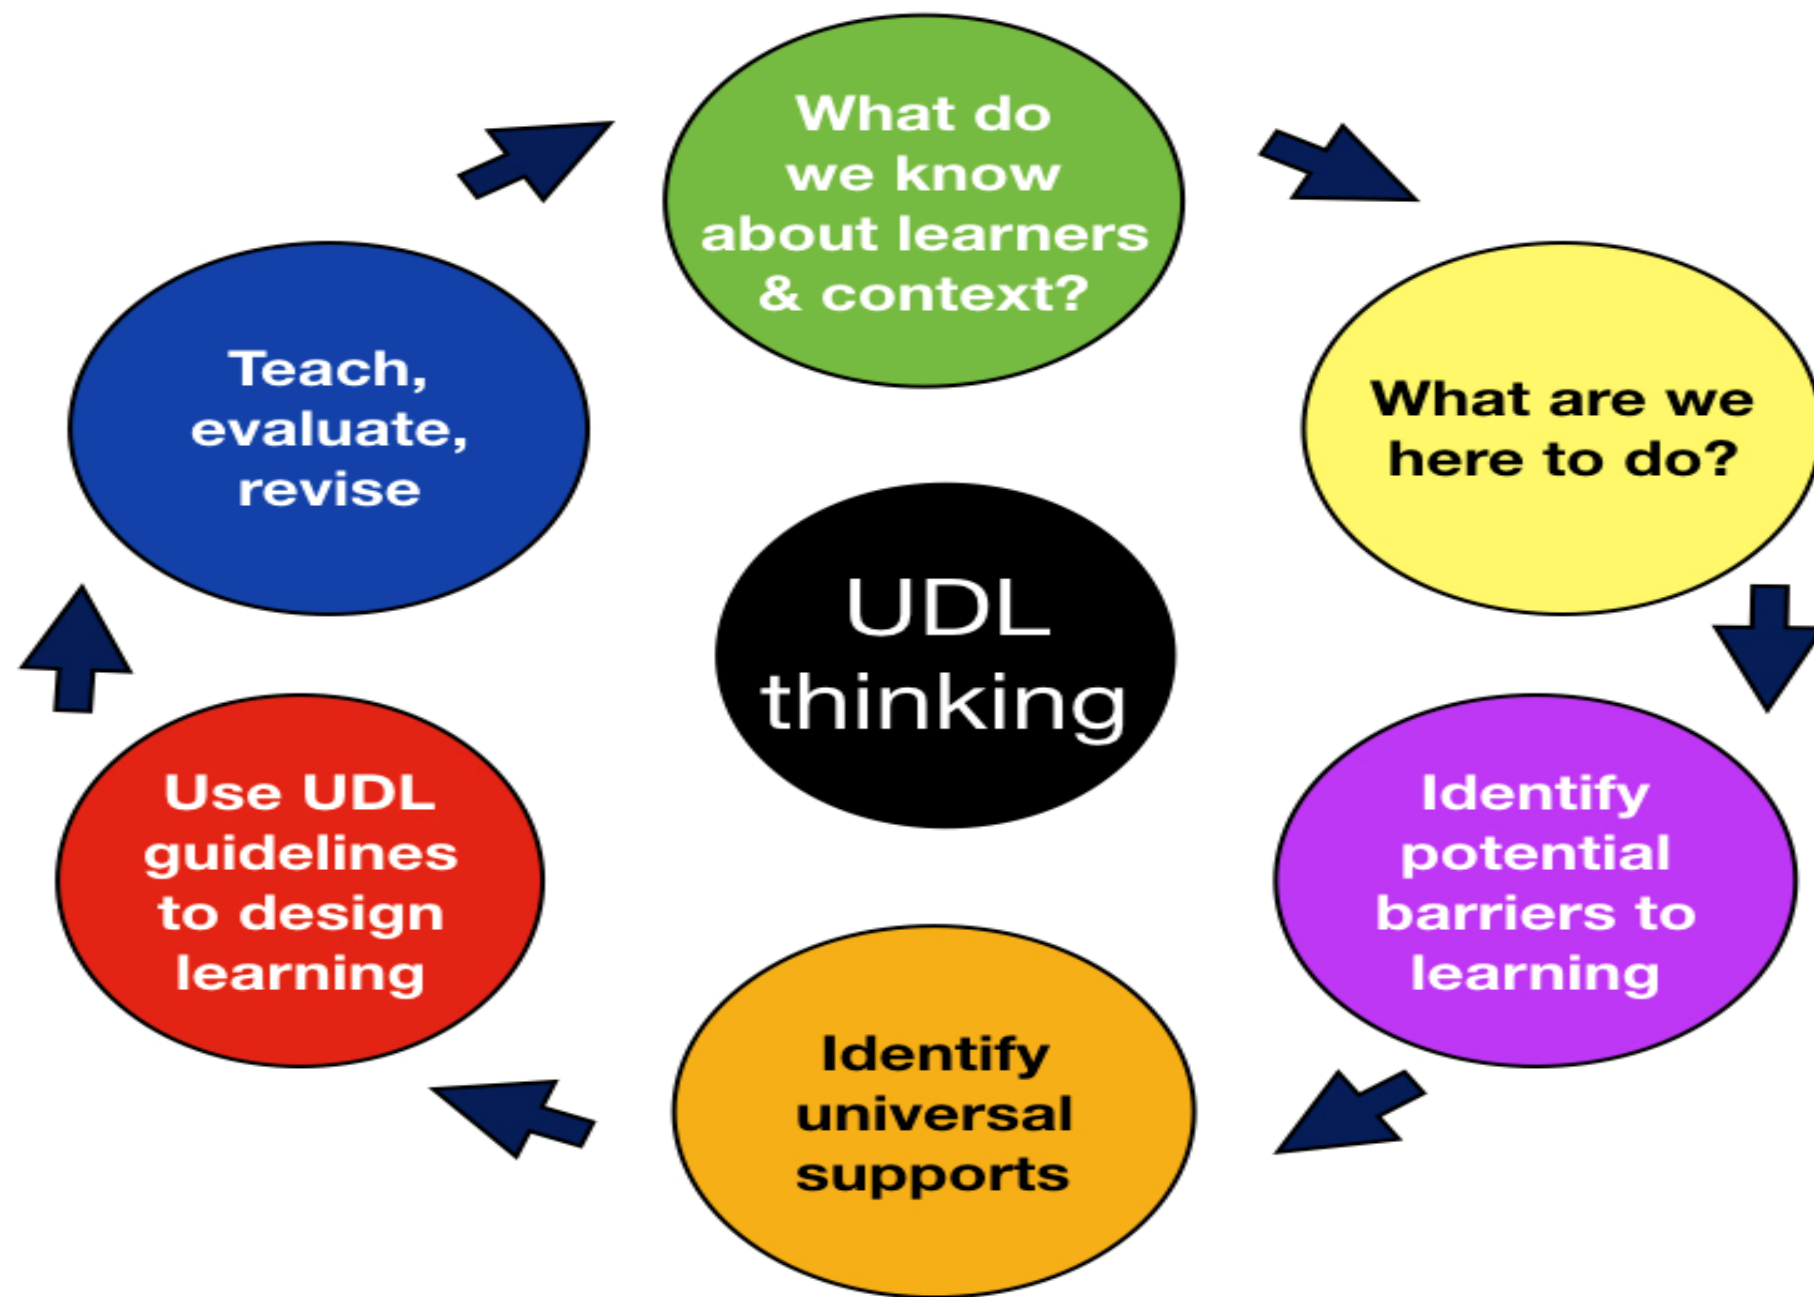 What do
we know
about learners
& context?
What are we
here to do?
Identify
potential
barriers to
learning
Identify
universal
supports
Use UDL
guidelines
to design
learning
Teach,
evaluate,
revise
UDL
thinking